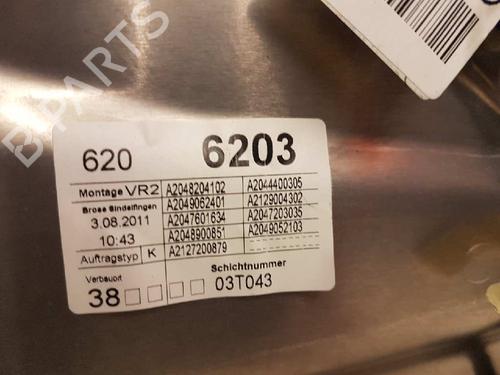 B-PARTS
620 6203
Montage VR2 A2048204102 A2044400305
Brose Sindelfingen A2049062401 A2129004302
3.08.2011 A2047601634 A2047203035
10:43 A2048900851 A2049052103
Auftragstyp K A2127200879
Verbauort Schichtnummer
38 03T043